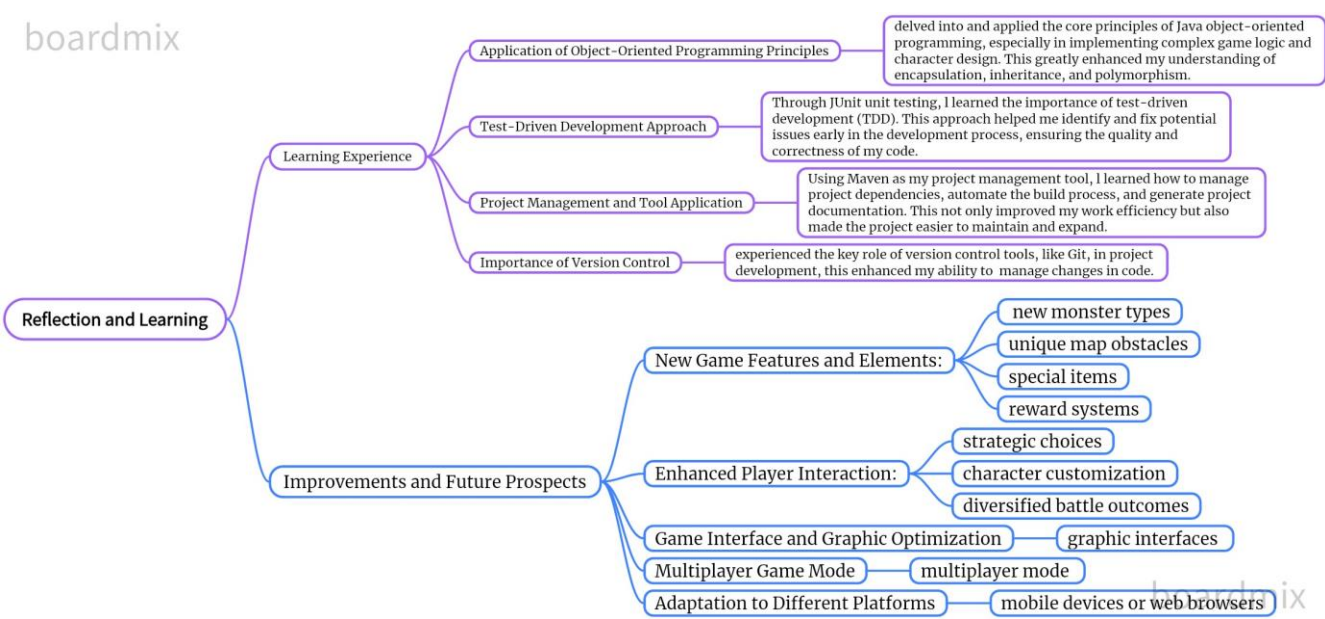 boardmix
Reflection and Learning
Learning Experience
Application of Object-Oriented Programming Principles
delved into and applied the core principles of Java object-oriented
programming, especially in implementing complex game logic and
character design. This greatly enhanced my understanding of
encapsulation, inheritance, and polymorphism.
Test-Driven Development Approach
Through JUnit unit testing, l learned the importance of test-driven
development (TDD). This approach helped me identify and fix potential
issues early in the development process, ensuring the quality and
correctness of my code.
Project Management and Tool Application
Using Maven as my project management tool, l learned how to manage
project dependencies, automate the build process, and generate project
documentation. This not only improved my work efficiency but also
made the project easier to maintain and expand.
Importance of Version Control
experienced the key role of version control tools, like Git, in project
development, this enhanced my ability to manage changes in code.
Improvements and Future Prospects
New Game Features and Elements:
new monster types
unique map obstacles
special items
reward systems
Enhanced Player Interaction:
strategic choices
character customization
diversified battle outcomes
Game Interface and Graphic Optimization
graphic interfaces
Multiplayer Game Mode
multiplayer mode
Adaptation to Different Platforms
mobile devices or web browsers
boardmix